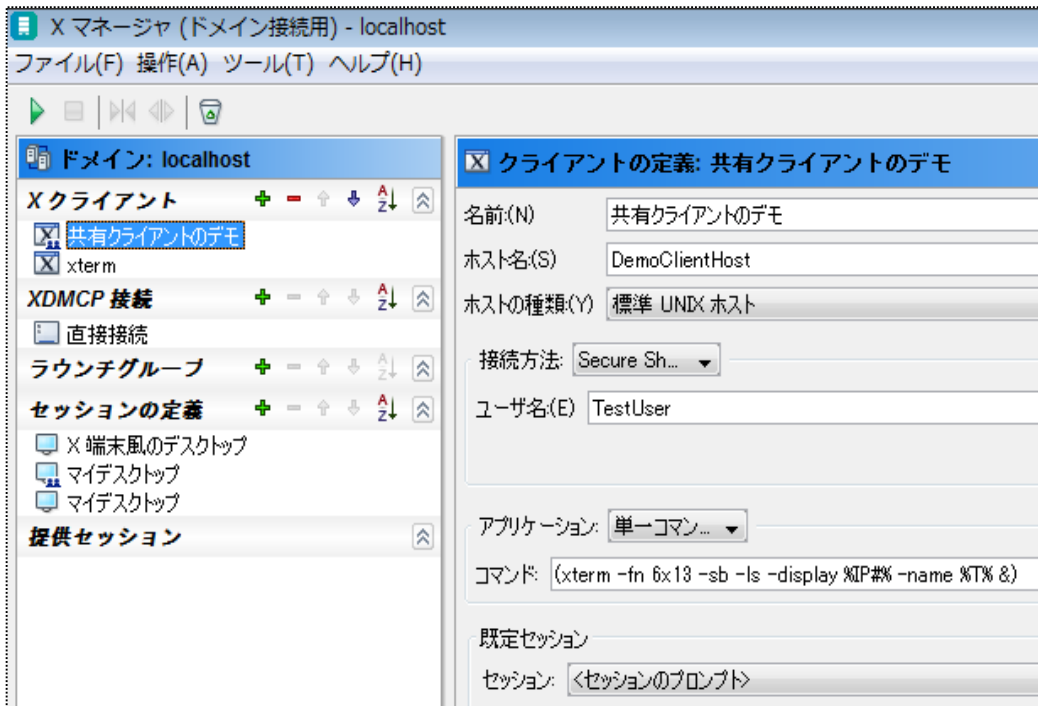 X マネージャ (ドメイン接続用) - localhost
ファイル(F) 操作(A) ツール(T) ヘルプ(H)
ドメイン: localhost
X クライアント
共有クライアントのデモ
xterm
XDMCP 接続
直接接続
ラウンチグループ
セッションの定義
X 端末風のデスクトップ
マイデスクトップ
マイデスクトップ
提供セッション
クライアントの定義: 共有クライアントのデモ
名前:(N) 共有クライアントのデモ
ホスト名:(S) DemoClientHost
ホストの種類:(Y) 標準 UNIX ホスト
接続方法: Secure Sh...
ユーザ名:(E) TestUser
アプリケーション: 単一コマン...
コマンド: (xterm -fn 6x13 -sb -ls -display %IP#% -name %T% &)
既定セッション
セッション: <セッションのプロンプト>